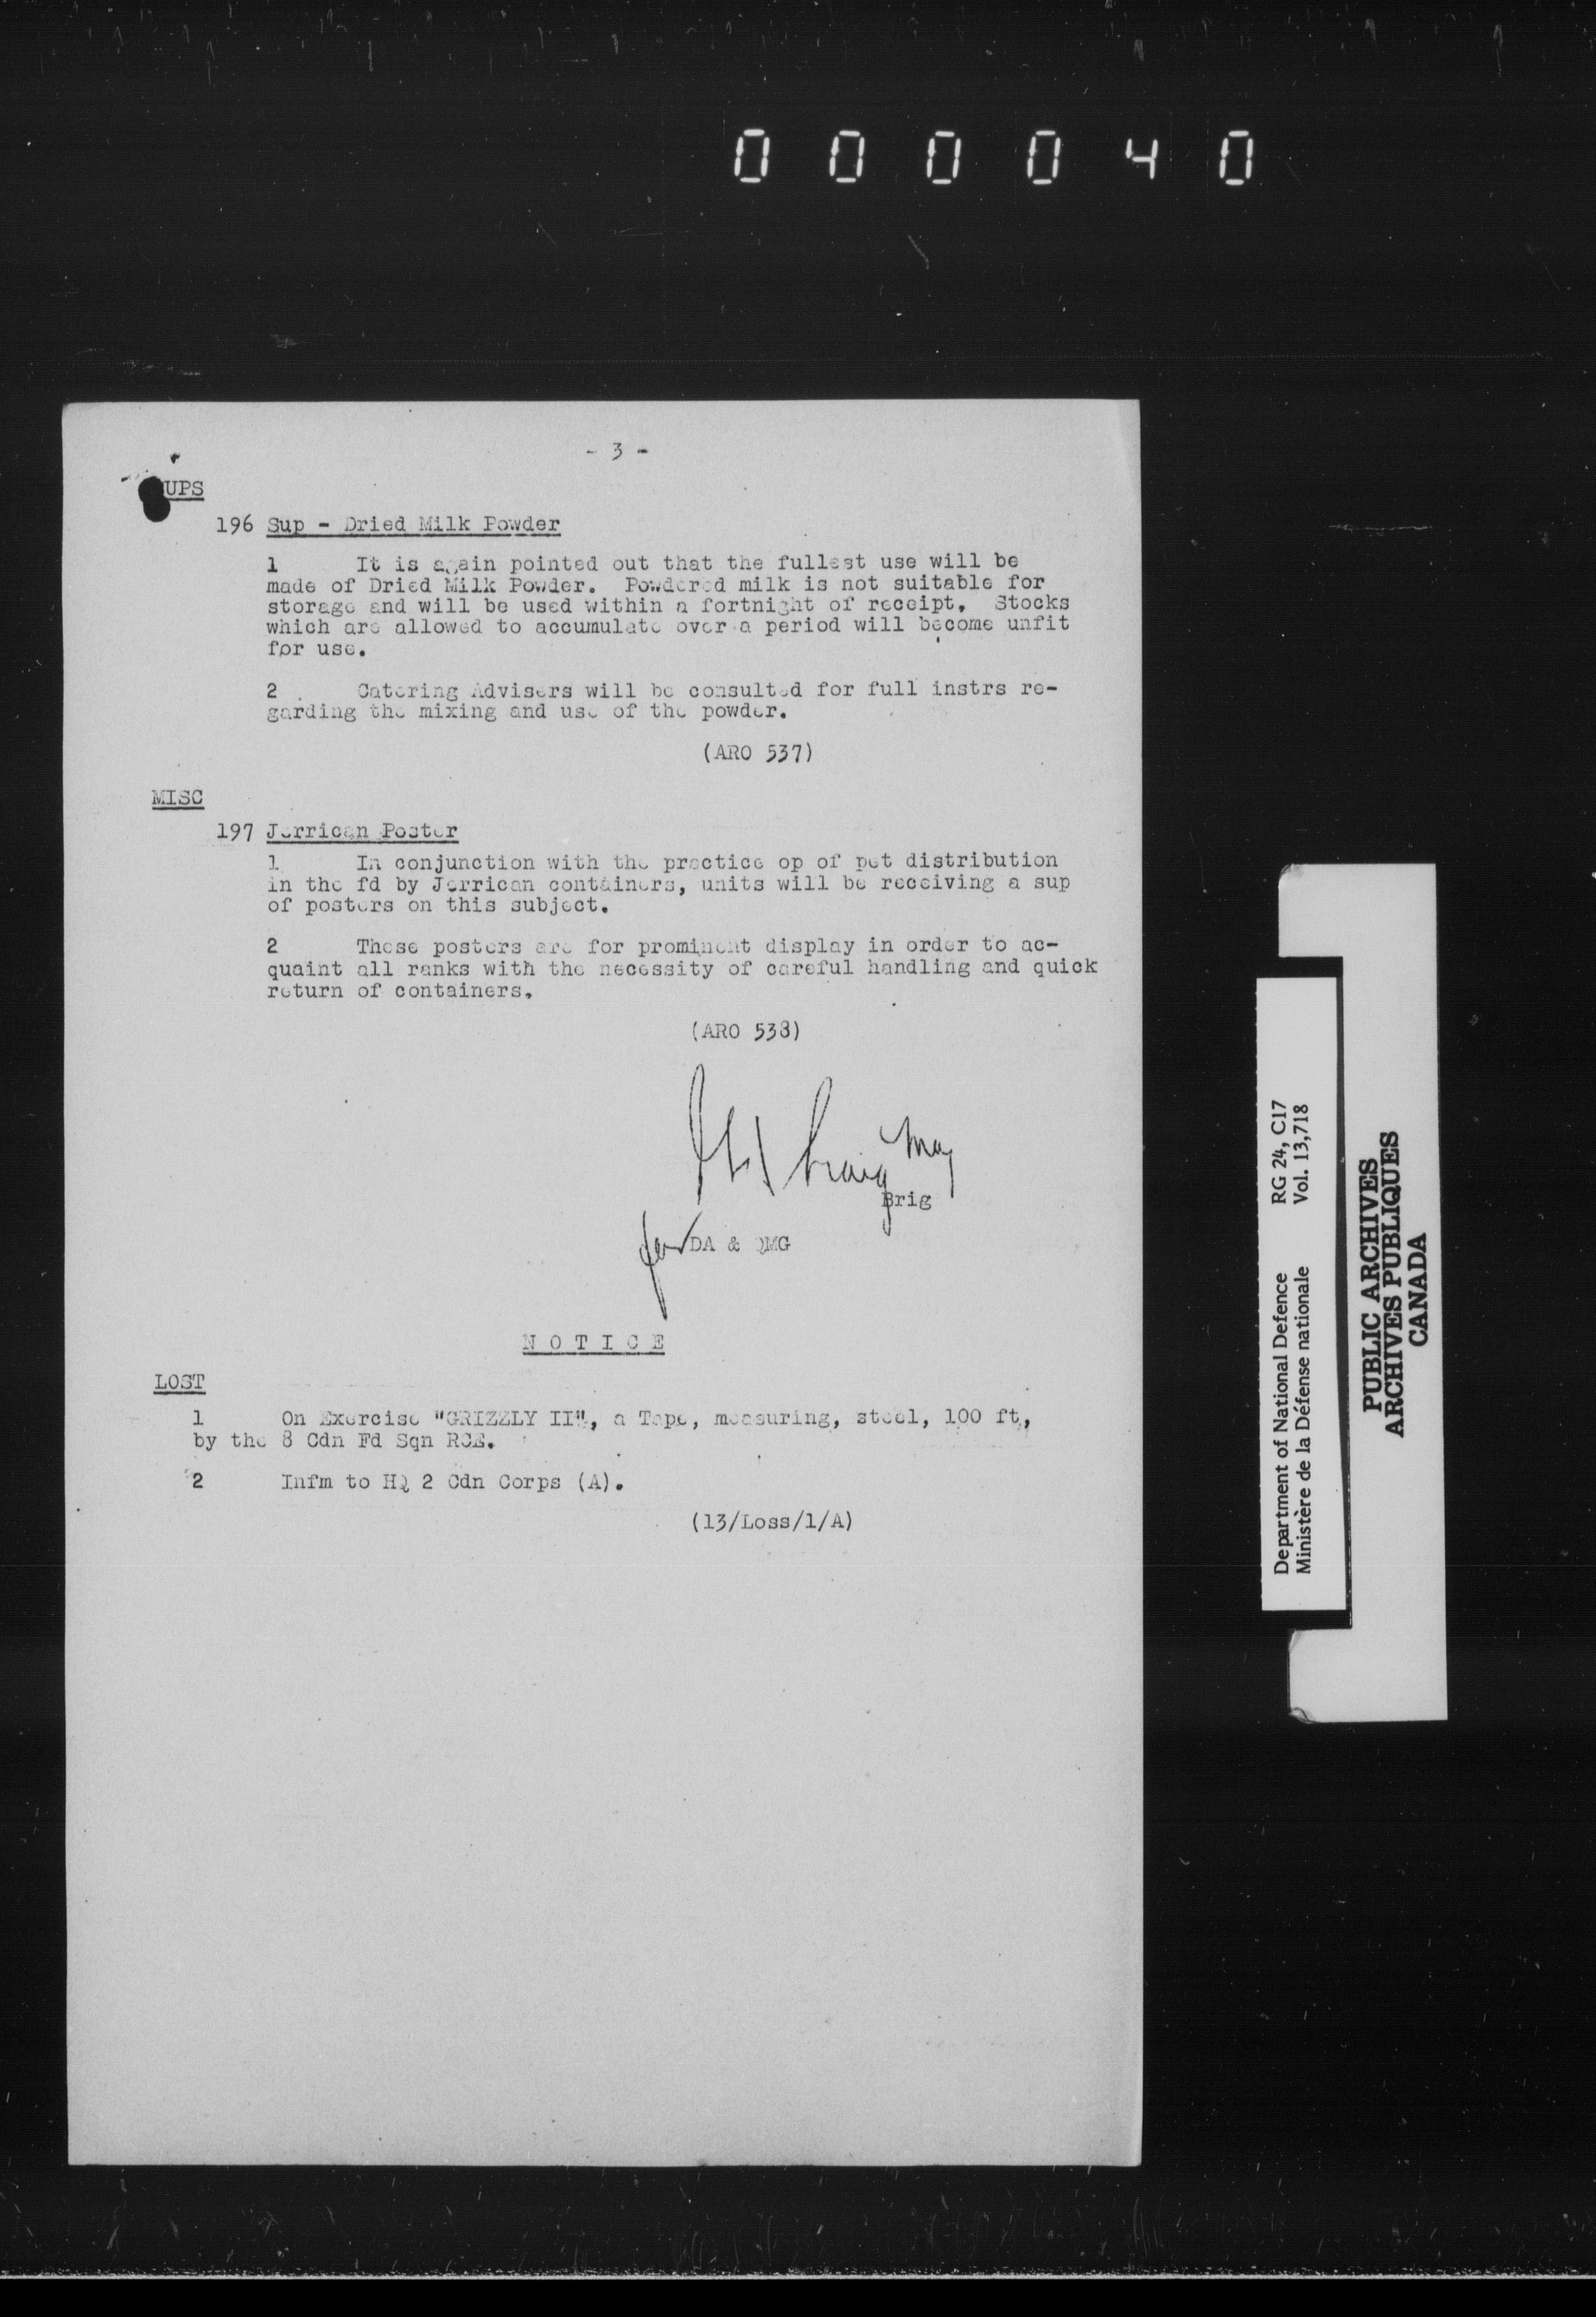 000040
- 3 -
UPS
196 Sup - Dried Milk Powder
1 It is again pointed out that the fullest use will be
made of Dried Milk Powder. Powdered milk is not suitable for
storage and will be used within a fortnight of receipt. Stocks
which are allowed to accumulate over a period will become unfit
for use.
2 Catering Advisers will be consulted for full instrs re-
garding the mixing and use of the powder.
(ARO 537)
MISC
197 Jerrican Poster
1 In conjunction with the practice op of pet distribution
in the fd by Jerrican containers, units will be receiving a sup
of posters on this subject.
2 These posters are for prominent display in order to ac-
quaint all ranks with the necessity of careful handling and quick
return of containers.
(ARO 538)
Craig Maj
Brig
for DA & QMG
N O T I C E
LOST
1 On Exercise "GRIZZLY II", a Tape, measuring, steel, 100 ft,
by the 8 Cdn Fd Sqn RCE.
2 Infm to HQ 2 Cdn Corps (A).
(13/Loss/1/A)
Department of National Defence RG 24, C17
Ministère de la Défense nationale Vol. 13,718
PUBLIC ARCHIVES
ARCHIVES PUBLIQUES
CANADA